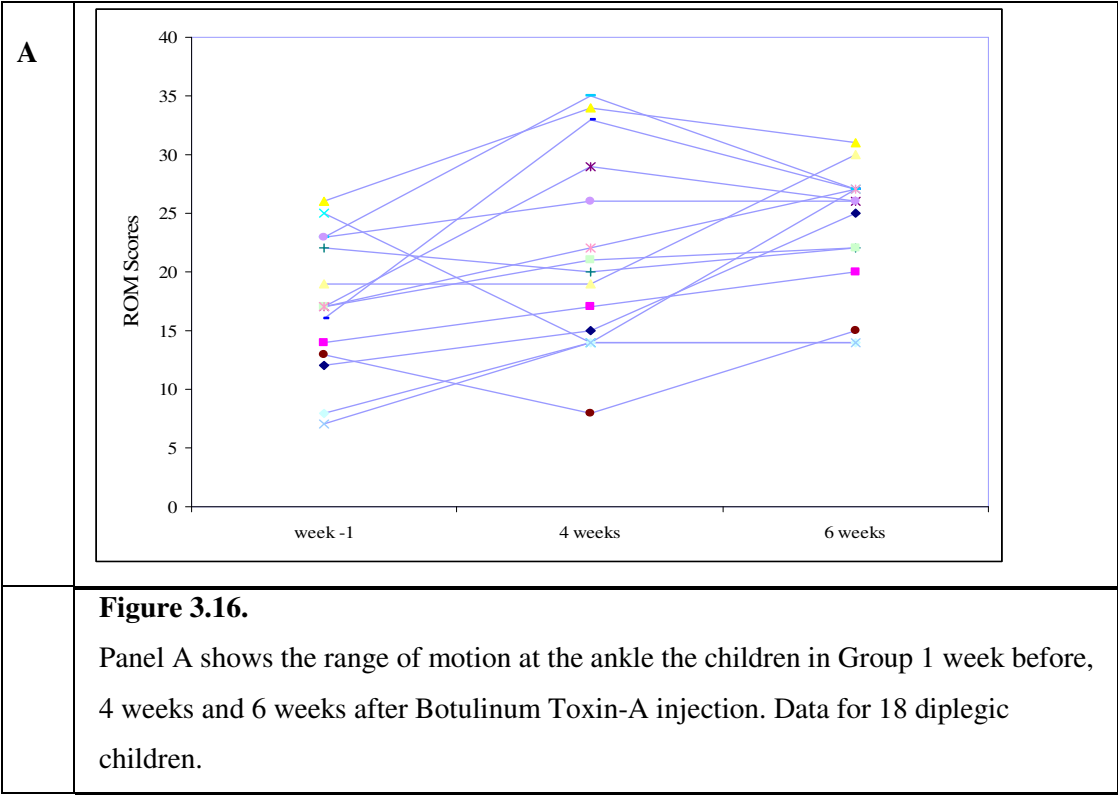 A
40
35
30
25
20
15
10
5
0
ROM Scores
week -1 4 weeks 6 weeks
Figure 3.16.
Panel A shows the range of motion at the ankle the children in Group 1 week before,
4 weeks and 6 weeks after Botulinum Toxin-A injection. Data for 18 diplegic
children.